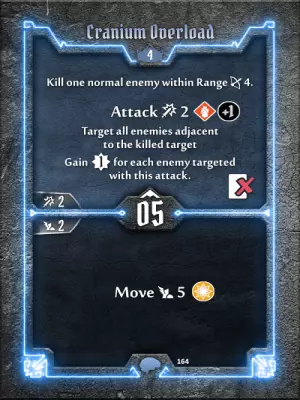 Cranium Overload
4
Kill one normal enemy within Range 4.
Attack 2 +1
Target all enemies adjacent
to the killed target
Gain 1 for each enemy targeted
with this attack.
2
05
2
Move 5
164